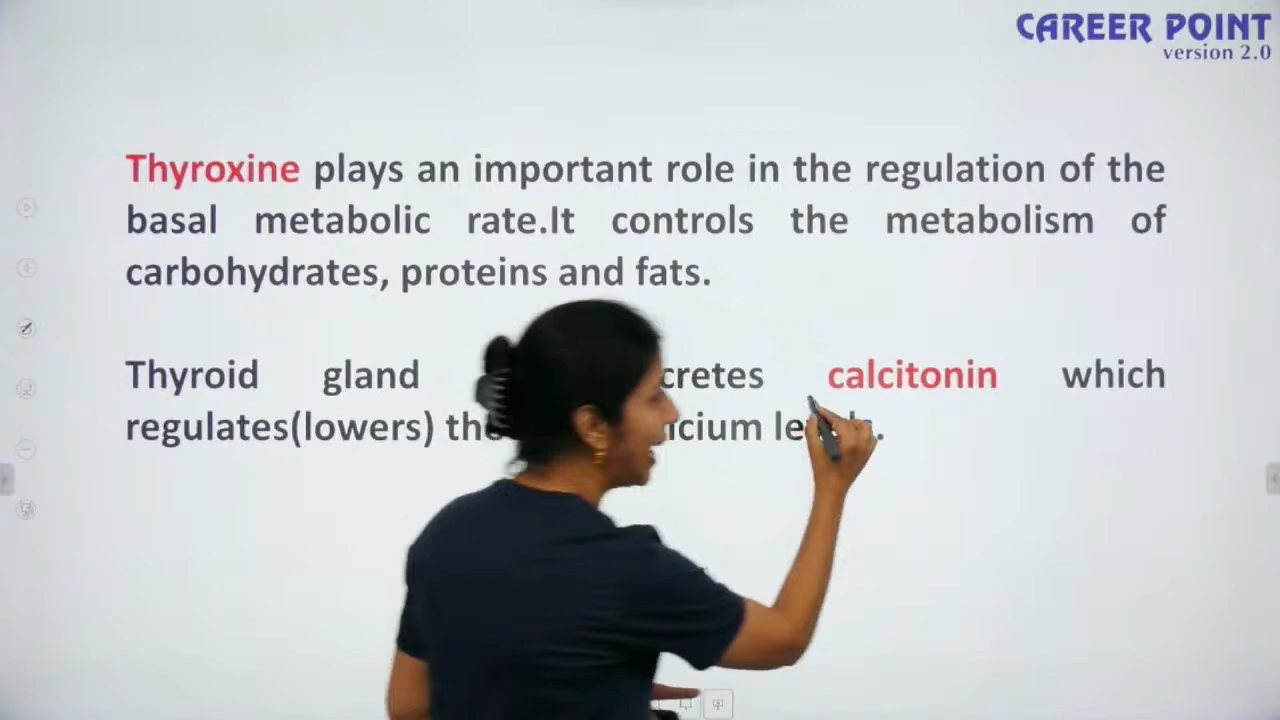 CAREER POINT
version 2.0
Thyroxine plays an important role in the regulation of the
basal metabolic rate.It controls the metabolism of
carbohydrates, proteins and fats.
Thyroid gland calcitonin which
regulates(lowers)